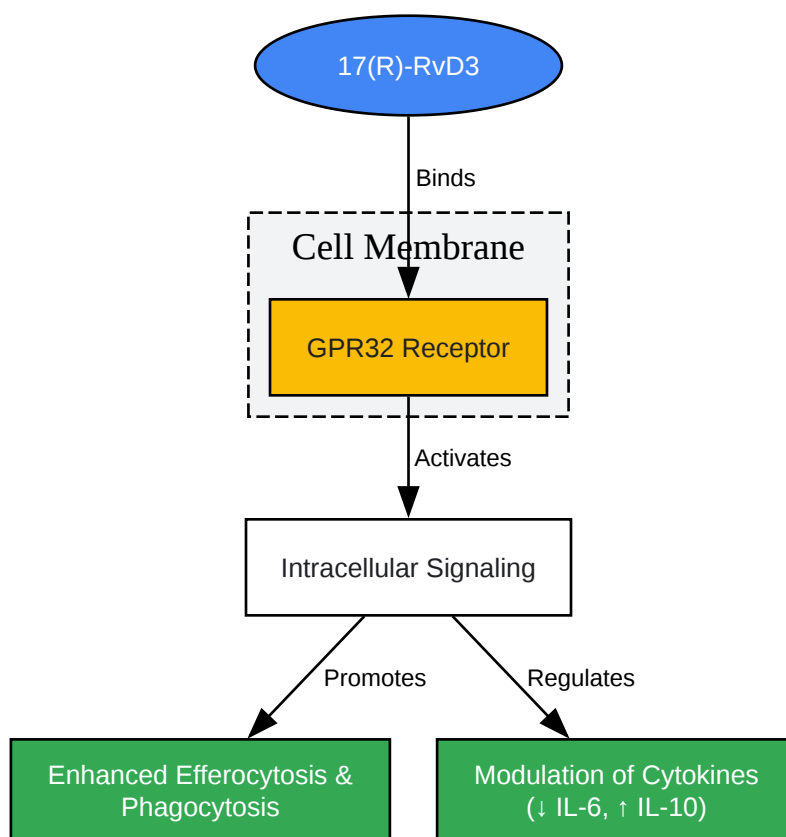 17(R)-RvD3
Binds
Cell Membrane
GPR32 Receptor
Activates
Intracellular Signaling
Promotes
Regulates
Enhanced Efferocytosis &
Phagocytosis
Modulation of Cytokines
(↓ IL-6, ↑ IL-10)